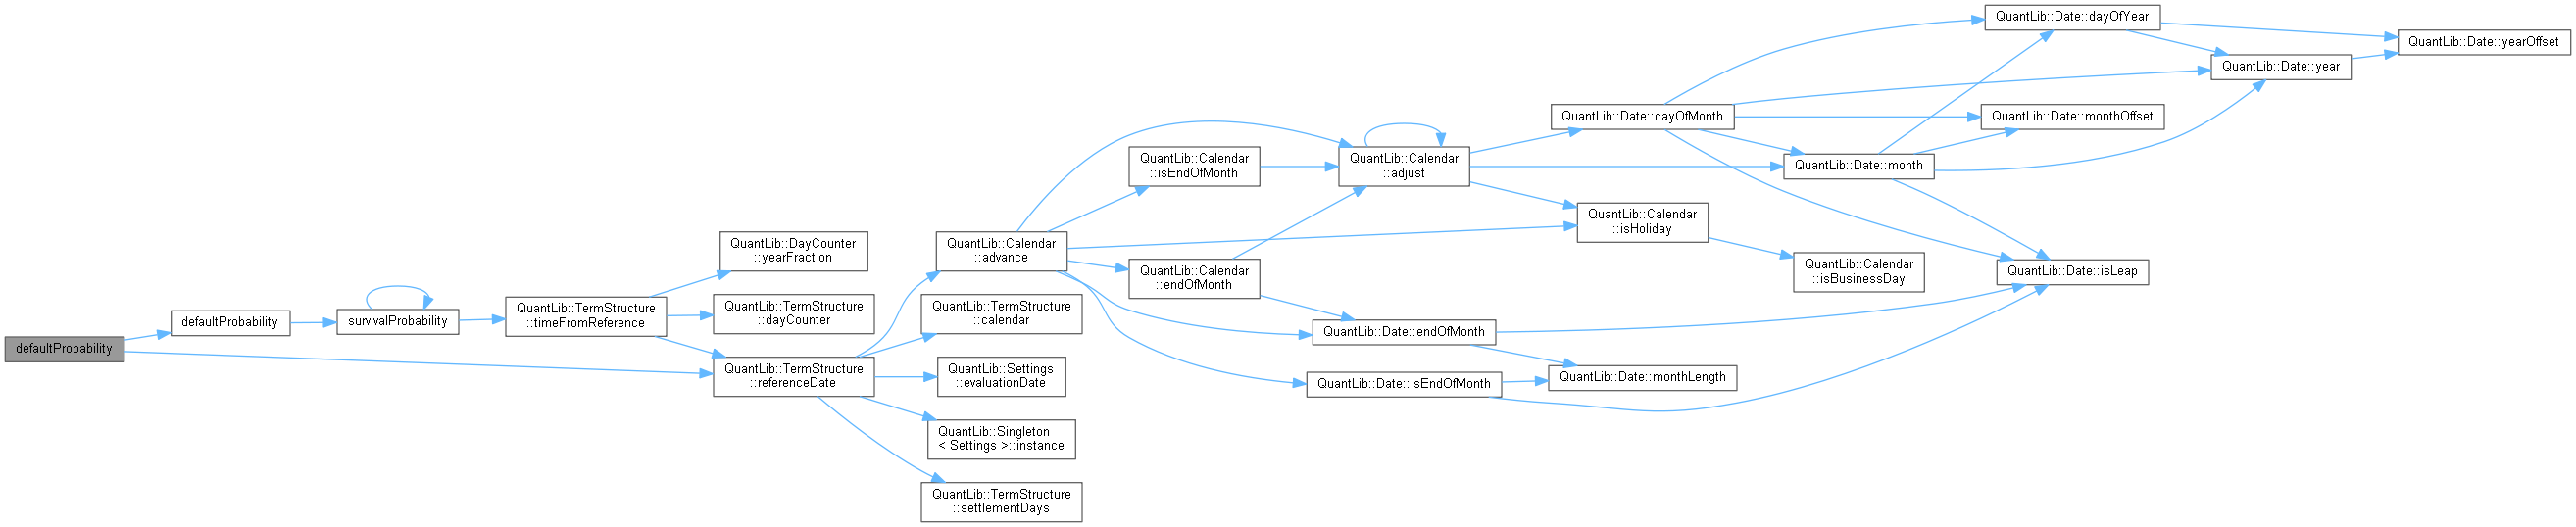 defaultProbability
defaultProbability
survivalProbability
QuantLib::TermStructure
::timeFromReference
QuantLib::DayCounter
::yearFraction
QuantLib::TermStructure
::dayCounter
QuantLib::TermStructure
::referenceDate
QuantLib::Calendar
::advance
QuantLib::TermStructure
::calendar
QuantLib::Settings
::evaluationDate
QuantLib::Singleton
< Settings >::instance
QuantLib::TermStructure
::settlementDays
QuantLib::Calendar
::isEndOfMonth
QuantLib::Calendar
::endOfMonth
QuantLib::Calendar
::adjust
QuantLib::Date::endOfMonth
QuantLib::Date::isEndOfMonth
QuantLib::Date::dayOfMonth
QuantLib::Calendar
::isHoliday
QuantLib::Date::monthLength
QuantLib::Date::month
QuantLib::Calendar
::isBusinessDay
QuantLib::Date::dayOfYear
QuantLib::Date::monthOffset
QuantLib::Date::isLeap
QuantLib::Date::year
QuantLib::Date::yearOffset